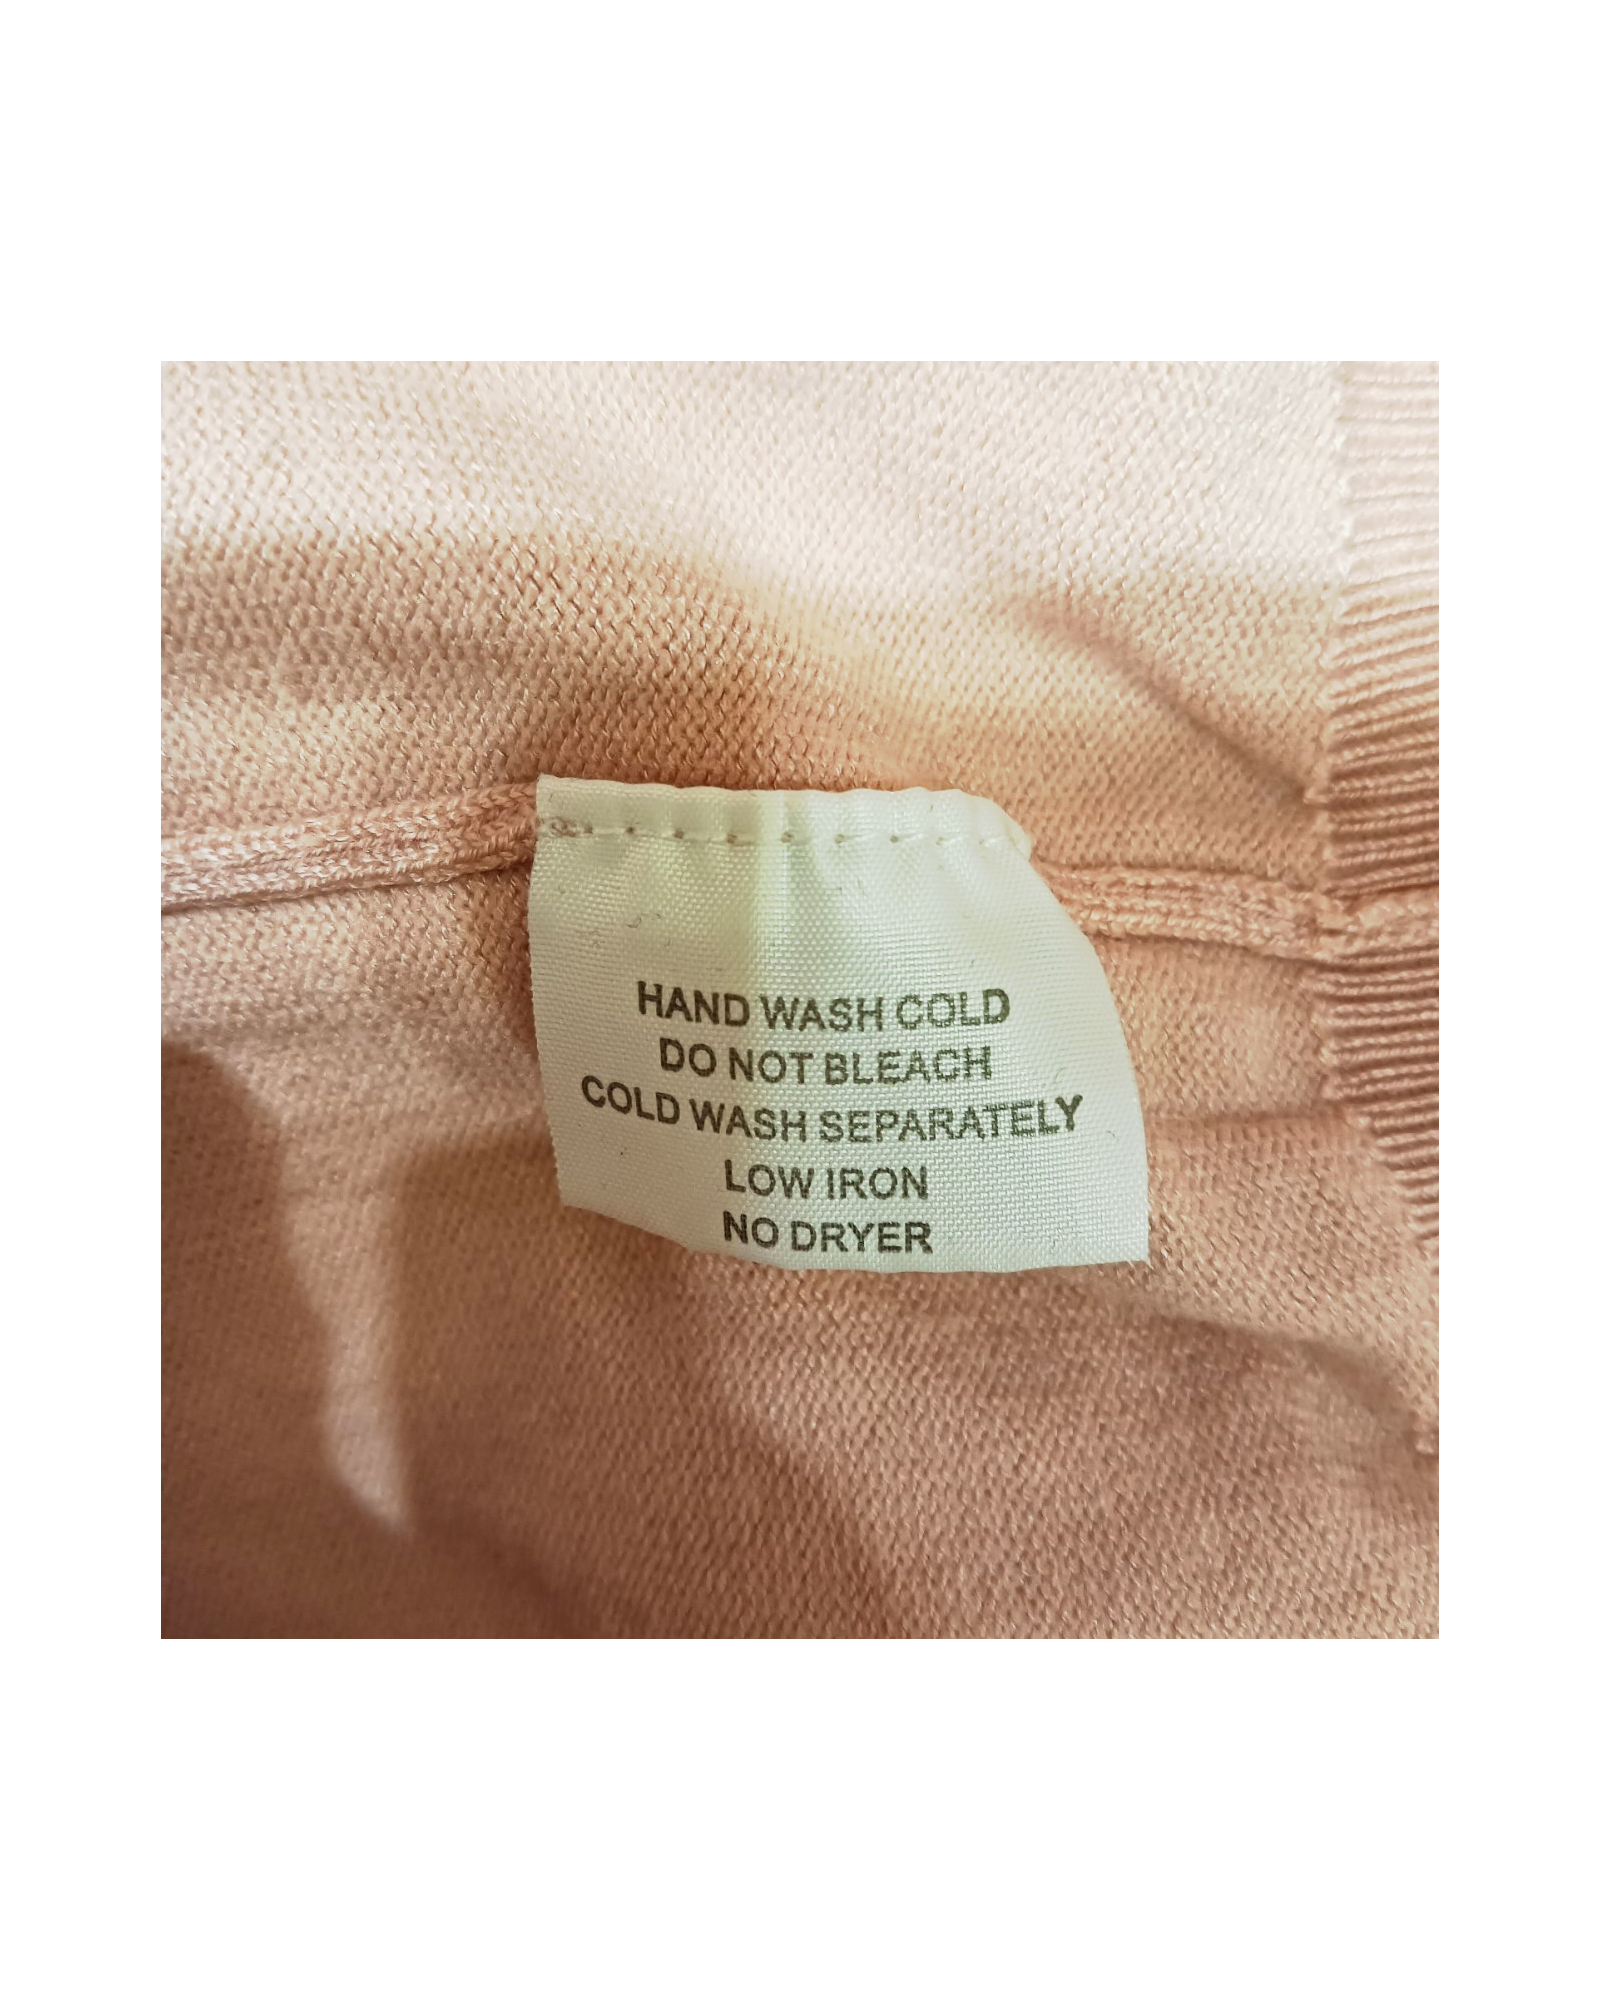 HAND WASH COLD
DO NOT BLEACH
COLD WASH SEPARATELY
LOW IRON
NO DRYER